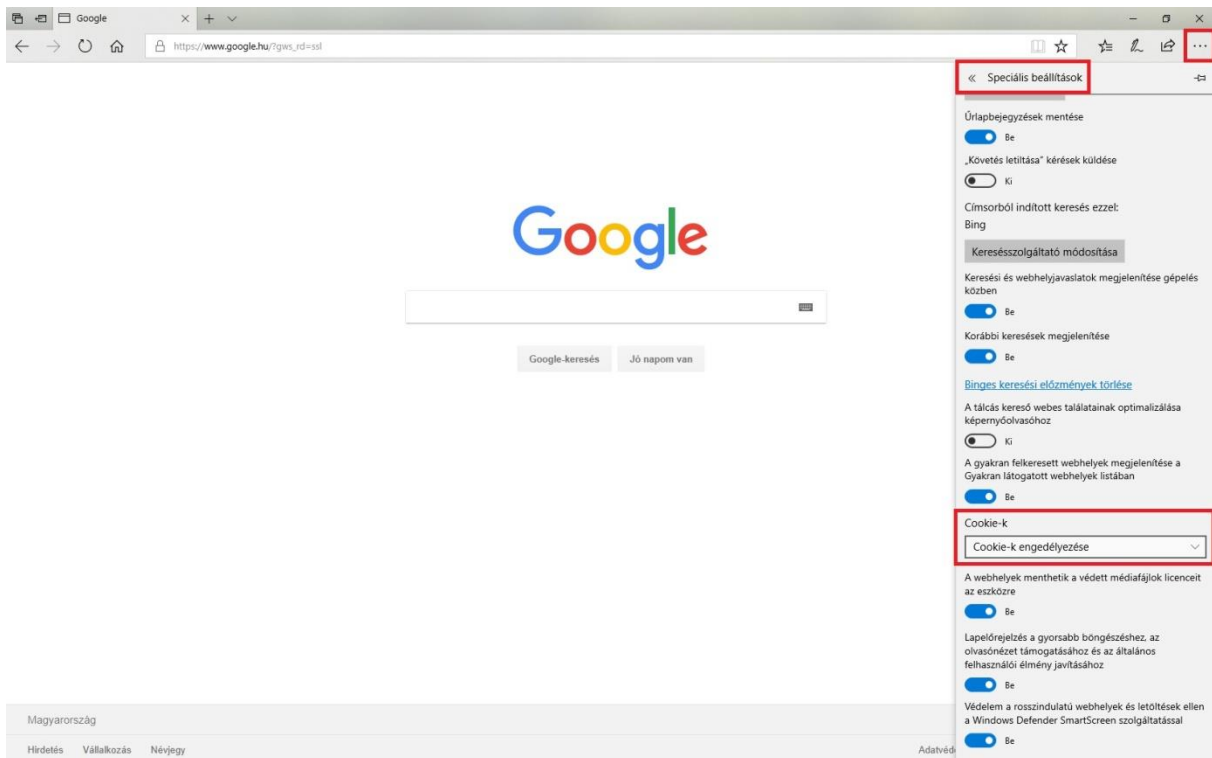 Google
https://www.google.hu/?gws_rd=ssl
Speciális beállítások
Űrlapbejegyzések mentése
Be
„Követés letiltása” kérések küldése
Ki
Címsorból indított keresés ezzel:
Bing
Keresésszolgáltató módosítása
Keresési és webhelyjavaslatok megjelenítése gépelés
közben
Be
Korábbi keresések megjelenítése
Be
Binges keresési előzmények törlése
A tálcás kereső webes találatainak optimalizálása
képernyőolvasóhoz
Ki
A gyakran felkeresett webhelyek megjelenítése a
Gyakran látogatott webhelyek listában
Be
Cookie-k
Cookie-k engedélyezése
A webhelyek menthetik a védett médiafájlok licenceit
az eszközre
Be
Lapelőrejelzés a gyorsabb böngészéshez, az
olvasónézet támogatásához és az általános
felhasználói élmény javításához
Be
Védelem a rosszindulatú webhelyek és letöltések ellen
a Windows Defender SmartScreen szolgáltatással
Be
Google
Google-keresés Jó napom van
Magyarország
Hirdetés Vállalkozás Névjegy